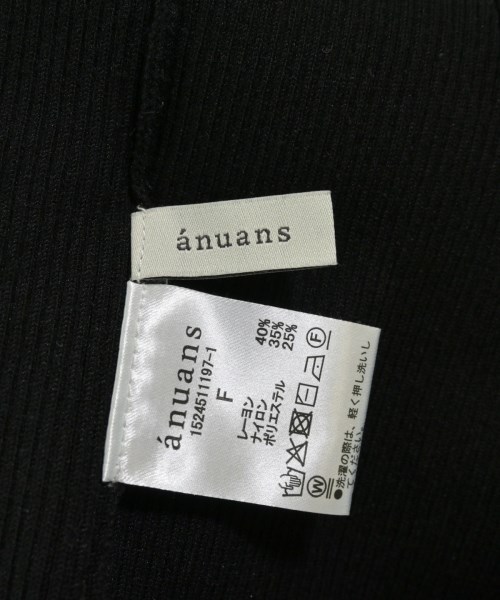 ánuans
ánuans
1524511197-1
F
レーヨン 40%
ナイロン 35%
ポリエステル 25%
F
W
●洗濯の際は、軽く押し洗いし
てください。